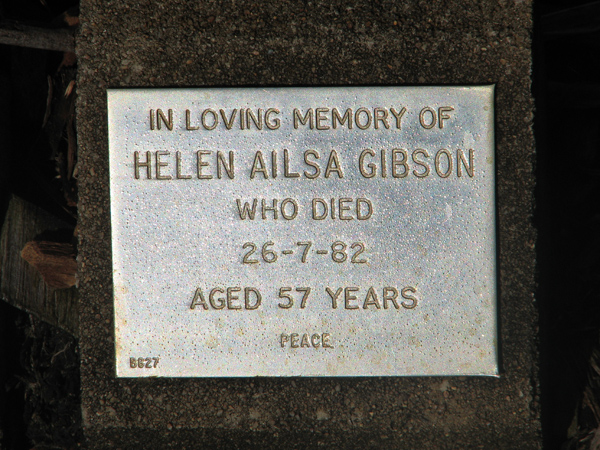 IN LOVING MEMORY OF
HELEN AILSA GIBSON
WHO DIED
26-7-82
AGED 57 YEARS
PEACE
B627